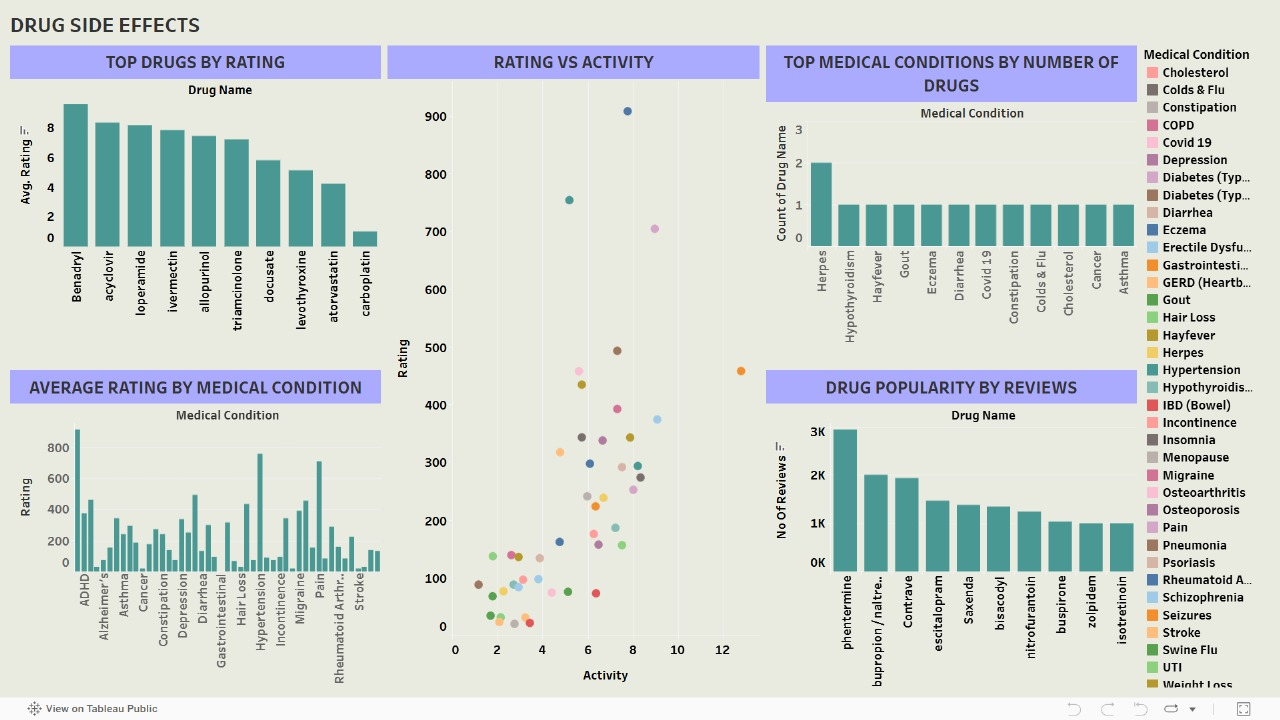 DRUG SIDE EFFECTS
TOP DRUGS BY RATING
Drug Name
Avg. Rating
8
6
4
2
0
Benadryl
acyclovir
loperamide
ivermectin
allopurinol
triamcinolone
docusate
levothyroxine
atorvastatin
carboplatin
RATING VS ACTIVITY
Rating
900
800
700
600
500
400
300
200
100
0
0 2 4 6 8 10 12
Activity
TOP MEDICAL CONDITIONS BY NUMBER OF
DRUGS
Medical Condition
Count of Drug Name
3
2
1
0
Herpes
Hypothyroidism
Hayfever
Gout
Eczema
Diarrhea
Covid 19
Constipation
Colds & Flu
Cholesterol
Cancer
Asthma
AVERAGE RATING BY MEDICAL CONDITION
Medical Condition
Rating
800
600
400
200
0
ADHD
Alzheimer's
Asthma
Cancer
Constipation
Depression
Diarrhea
Gastrointestinal
Hair Loss
Hypertension
Incontinence
Migraine
Pain
Rheumatoid Arthr..
Stroke
DRUG POPULARITY BY REVIEWS
Drug Name
No Of Reviews
3K
2K
1K
0K
phentermine
bupropion / naltre..
Contrave
escitalopram
Saxenda
bisacodyl
nitrofurantoin
buspirone
zolpidem
isotretinoin
Medical Condition
Cholesterol
Colds & Flu
Constipation
COPD
Covid 19
Depression
Diabetes (Typ...
Diabetes (Typ...
Diarrhea
Eczema
Erectile Dysfu...
Gastrointesti...
GERD (Heartb...
Gout
Hair Loss
Hayfever
Herpes
Hypertension
Hypothyroidis...
IBD (Bowel)
Incontinence
Insomnia
Menopause
Migraine
Osteoarthritis
Osteoporosis
Pain
Pneumonia
Psoriasis
Rheumatoid A...
Schizophrenia
Seizures
Stroke
Swine Flu
UTI
Weight Loss
View on Tableau Public